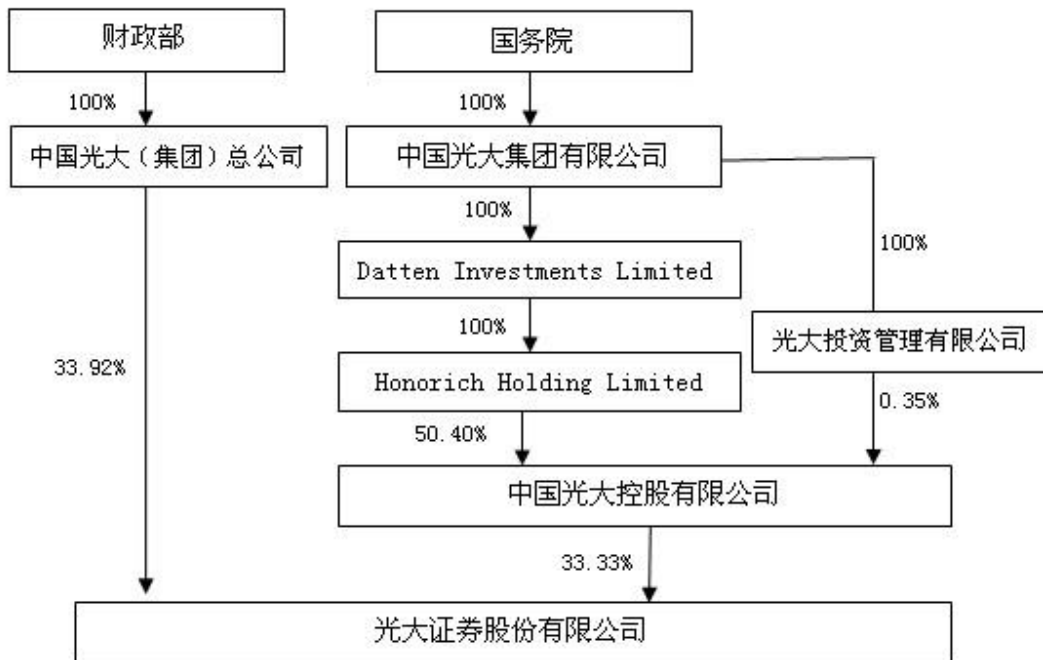 财政部
国务院
100%
100%
中国光大（集团）总公司
中国光大集团有限公司
100%
100%
Datten Investments Limited
100%
光大投资管理有限公司
33.92%
Honorich Holding Limited
0.35%
50.40%
中国光大控股有限公司
33.33%
光大证券股份有限公司